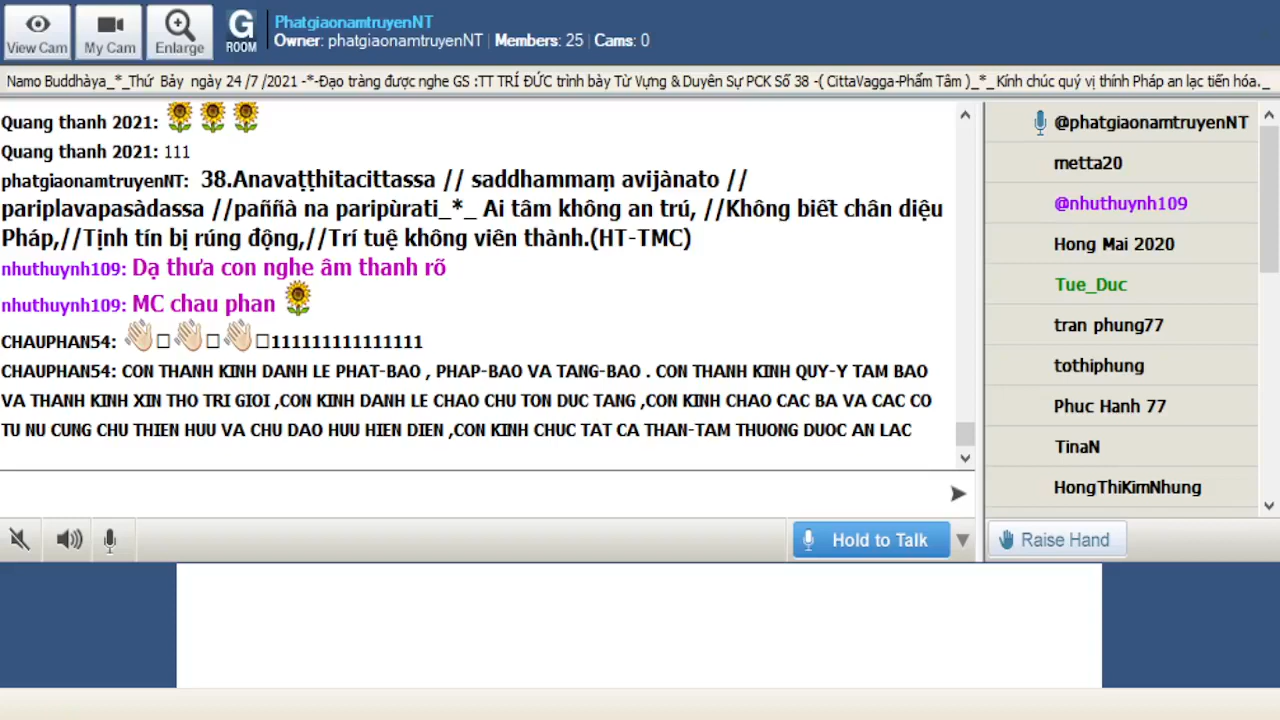 View Cam
My Cam
Enlarge
G
ROOM
PhatgiaonamtruyenNT
Owner: phatgiaonamtruyenNT | Members: 25 | Cams: 0
Namo Buddhàya_*_Thứ Bảy ngày 24 /7 /2021 -*-Đạo tràng được nghe GS :TT TRÍ ĐỨC trình bày Từ Vựng & Duyên Sự PCK Số 38 -( CittaVagga-Phẩm Tâm )_*_Kính chúc quý vị thính Pháp an lạc tiến hóa._
Quang thanh 2021:
Quang thanh 2021: 111
phatgiaonamtruyenNT: 38.Anavaṭṭhitacittassa // saddhammaṃ avijànato //
pariplavapasàdassa //paññà na paripùrati_*_ Ai tâm không an trú, //Không biết chân diệu
Pháp,//Tịnh tín bị rúng động,//Trí tuệ không viên thành.(HT-TMC)
nhuthuynh109: Dạ thưa con nghe âm thanh rõ
nhuthuynh109: MC chau phan
CHAUPHAN54: 111111111111111
CHAUPHAN54: CON THANH KINH DANH LE PHAT-BAO , PHAP-BAO VA TANG-BAO . CON THANH KINH QUY-Y TAM BAO
VA THANH KINH XIN THO TRI GIOI ,CON KINH DANH LE CHAO CHU TON DUC TANG ,CON KINH CHAO CAC BA VA CAC CO
TU NU CUNG CHU THIEN HUU VA CHU DAO HUU HIEN DIEN ,CON KINH CHUC TAT CA THAN-TAM THUONG DUOC AN LAC
@phatgiaonamtruyenNT
metta20
@nhuthuynh109
Hong Mai 2020
Tue_Duc
tran phung77
tothiphung
Phuc Hanh 77
TinaN
HongThiKimNhung
Hold to Talk
Raise Hand